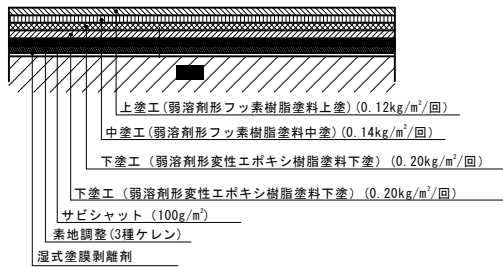 上塗工(弱溶剤形フッ素樹脂塗料上塗)(0.12kg/㎡/回)
中塗工(弱溶剤形フッ素樹脂塗料中塗)(0.14kg/㎡/回)
下塗工（弱溶剤形変性エポキシ樹脂塗料下塗）(0.20kg/㎡/回)
下塗工（弱溶剤形変性エポキシ樹脂塗料下塗）(0.20kg/㎡/回)
サビシャット（100g/㎡）
素地調整(3種ケレン)
湿式塗膜剥離剤